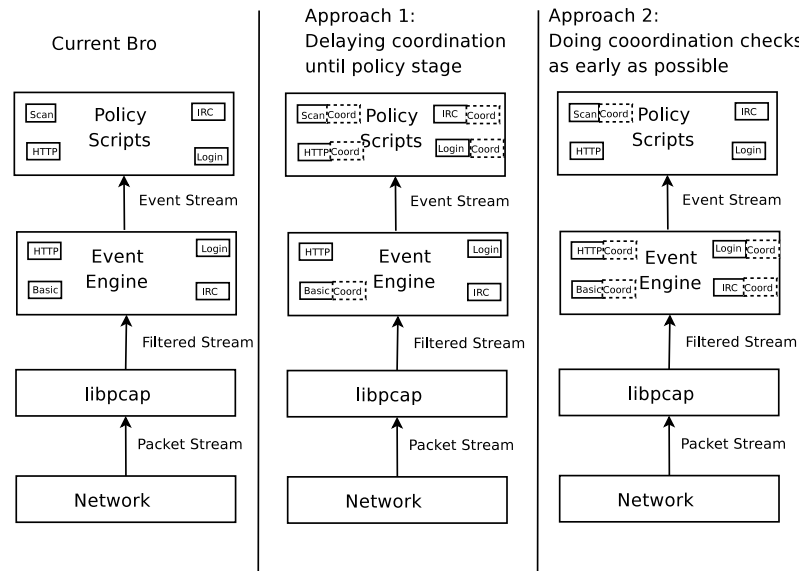 Current Bro
Policy
Scripts
Scan
IRC
HTTP
Login
Event Stream
Event
Engine
HTTP
Login
Basic
IRC
Filtered Stream
libpcap
Packet Stream
Network
Approach 1:
Delaying coordination
until policy stage
Policy
Scripts
Scan Coord
IRC Coord
HTTP Coord
Login Coord
Event Stream
Event
Engine
HTTP
Login
Basic Coord
IRC
Filtered Stream
libpcap
Packet Stream
Network
Approach 2:
Doing cooordination checks
as early as possible
Policy
Scripts
Scan Coord
IRC
HTTP
Login
Event Stream
Event
Engine
HTTP Coord
Login Coord
Basic Coord
IRC Coord
Filtered Stream
libpcap
Packet Stream
Network